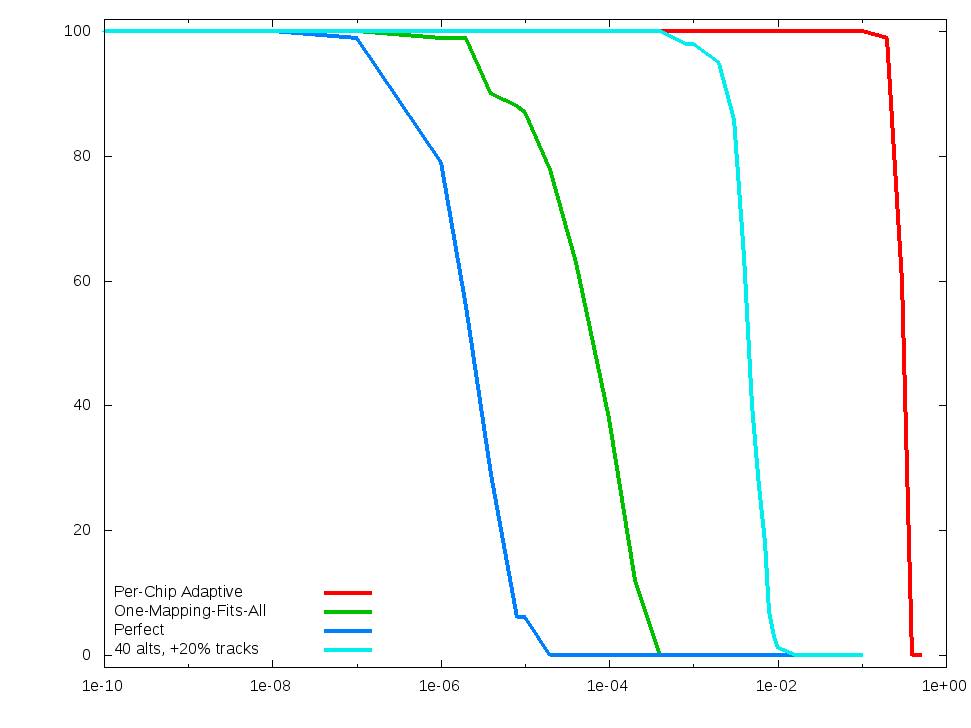 100
80
60
40
20
0
Per-Chip Adaptive
One-Mapping-Fits-All
Perfect
40 alts, +20% tracks
1e-10 1e-08 1e-06 1e-04 1e-02 1e+00